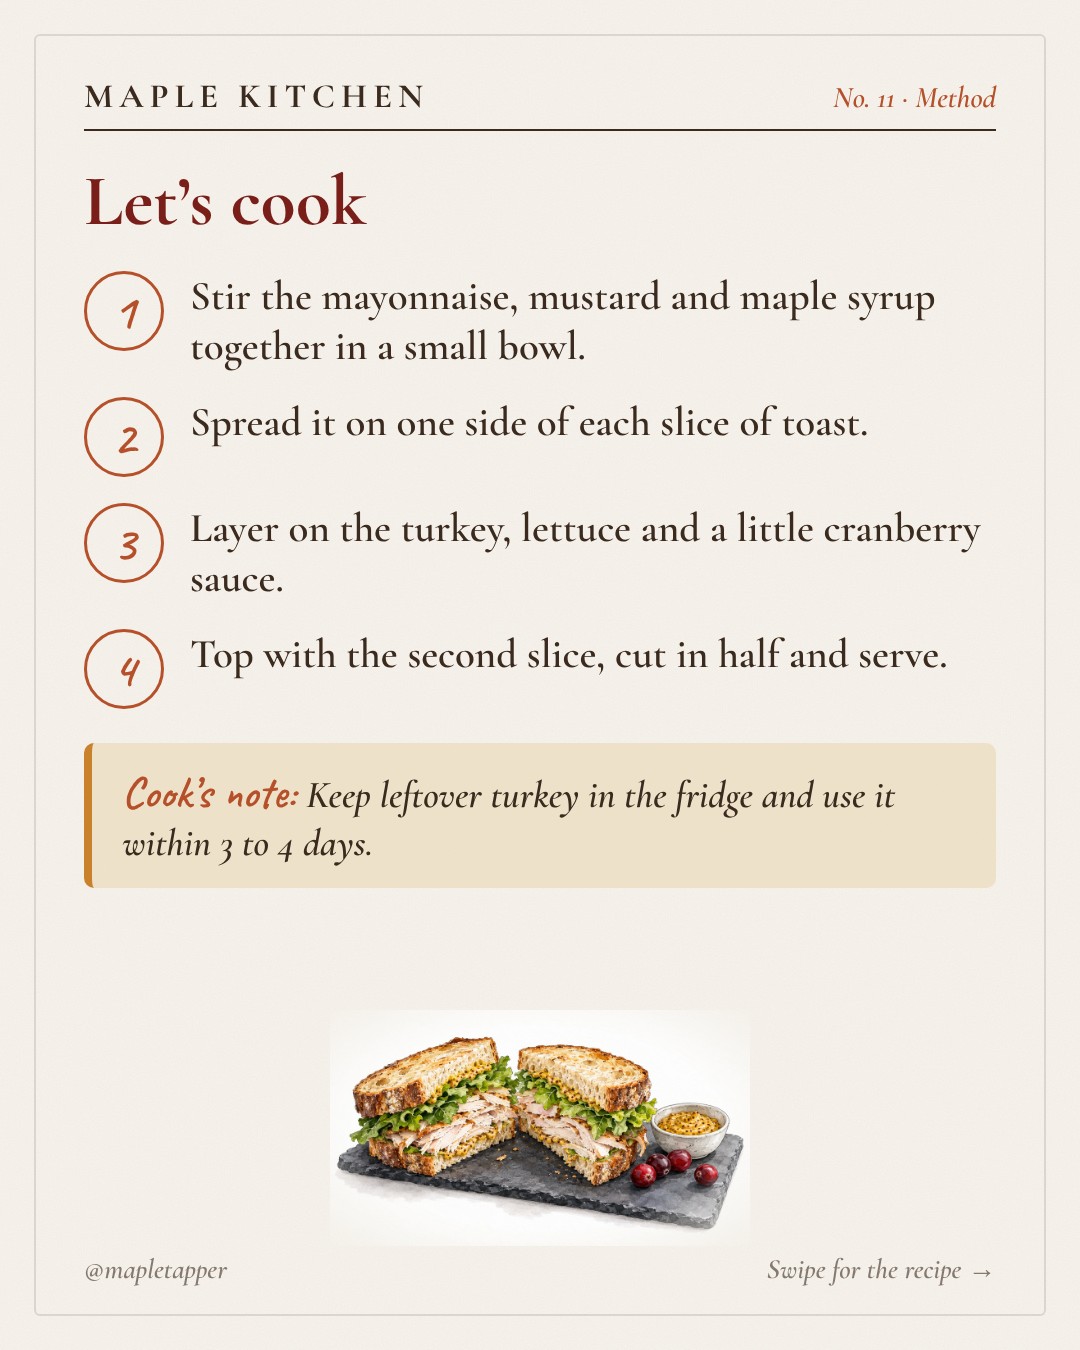 MAPLE KITCHEN
No. 11 · Method
Let’s cook
1
Stir the mayonnaise, mustard and maple syrup
together in a small bowl.
2
Spread it on one side of each slice of toast.
3
Layer on the turkey, lettuce and a little cranberry
sauce.
4
Top with the second slice, cut in half and serve.
Cook’s note: Keep leftover turkey in the fridge and use it
within 3 to 4 days.
@mapletapper
Swipe for the recipe →